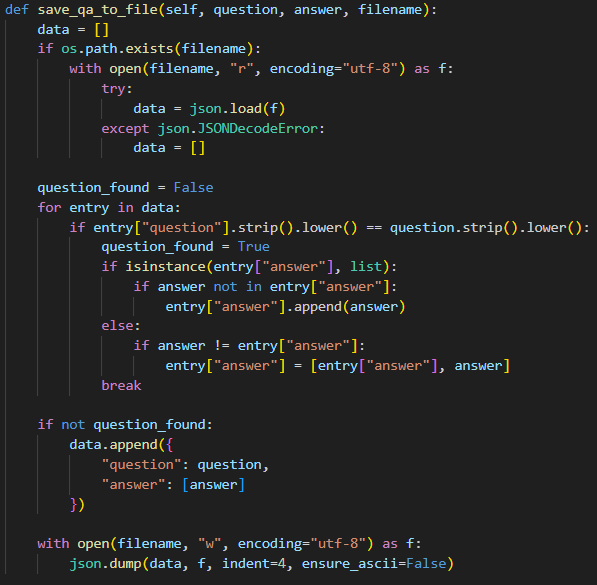 def save_qa_to_file(self, question, answer, filename):
    data = []
    if os.path.exists(filename):
        with open(filename, "r", encoding="utf-8") as f:
            try:
                data = json.load(f)
            except json.JSONDecodeError:
                data = []

    question_found = False
    for entry in data:
        if entry["question"].strip().lower() == question.strip().lower():
            question_found = True
            if isinstance(entry["answer"], list):
                if answer not in entry["answer"]:
                    entry["answer"].append(answer)
            else:
                if answer != entry["answer"]:
                    entry["answer"] = [entry["answer"], answer]
            break

    if not question_found:
        data.append({
            "question": question,
            "answer": [answer]
        })

    with open(filename, "w", encoding="utf-8") as f:
        json.dump(data, f, indent=4, ensure_ascii=False)